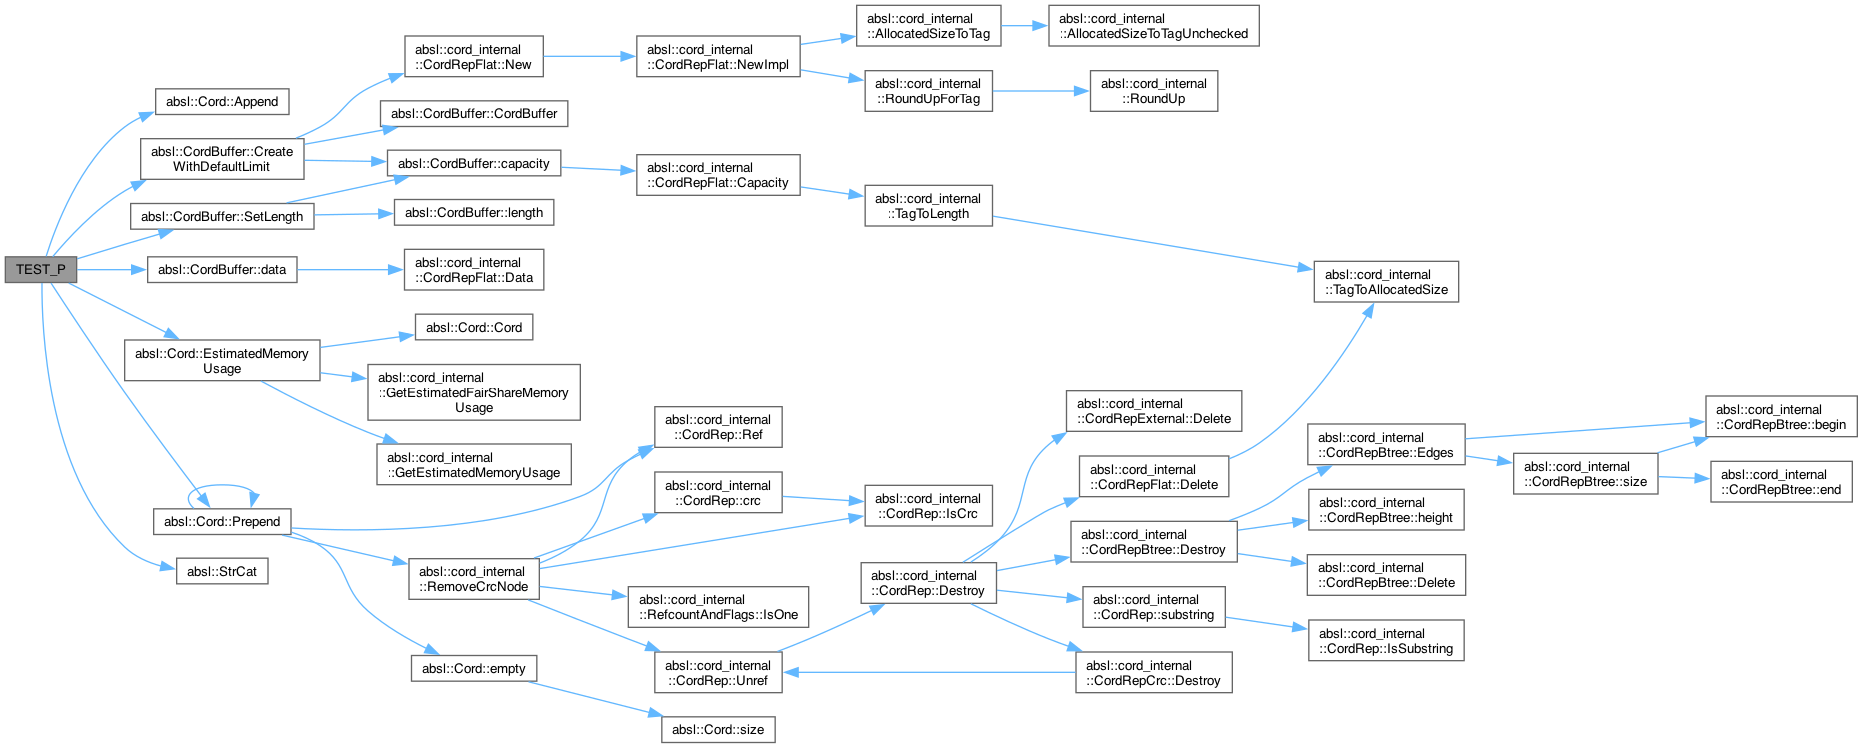 TEST_P
absl::Cord::Append
absl::CordBuffer::Create
WithDefaultLimit
absl::CordBuffer::SetLength
absl::CordBuffer::data
absl::Cord::EstimatedMemory
Usage
absl::Cord::Prepend
absl::StrCat
absl::cord_internal
::CordRepFlat::New
absl::CordBuffer::CordBuffer
absl::CordBuffer::capacity
absl::CordBuffer::length
absl::cord_internal
::CordRepFlat::Data
absl::Cord::Cord
absl::cord_internal
::GetEstimatedFairShareMemory
Usage
absl::cord_internal
::GetEstimatedMemoryUsage
absl::cord_internal
::RemoveCrcNode
absl::Cord::empty
absl::cord_internal
::CordRepFlat::NewImpl
absl::cord_internal
::CordRepFlat::Capacity
absl::cord_internal
::CordRep::Ref
absl::cord_internal
::CordRep::crc
absl::cord_internal
::RefcountAndFlags::IsOne
absl::cord_internal
::CordRep::Unref
absl::Cord::size
absl::cord_internal
::AllocatedSizeToTag
absl::cord_internal
::RoundUpForTag
absl::cord_internal
::TagToLength
absl::cord_internal
::CordRep::IsCrc
absl::cord_internal
::CordRep::Destroy
absl::cord_internal
::AllocatedSizeToTagUnchecked
absl::cord_internal
::RoundUp
absl::cord_internal
::CordRepExternal::Delete
absl::cord_internal
::CordRepFlat::Delete
absl::cord_internal
::CordRepBtree::Destroy
absl::cord_internal
::CordRep::substring
absl::cord_internal
::CordRepCrc::Destroy
absl::cord_internal
::TagToAllocatedSize
absl::cord_internal
::CordRepBtree::Edges
absl::cord_internal
::CordRepBtree::height
absl::cord_internal
::CordRepBtree::Delete
absl::cord_internal
::CordRep::IsSubstring
absl::cord_internal
::CordRepBtree::size
absl::cord_internal
::CordRepBtree::begin
absl::cord_internal
::CordRepBtree::end